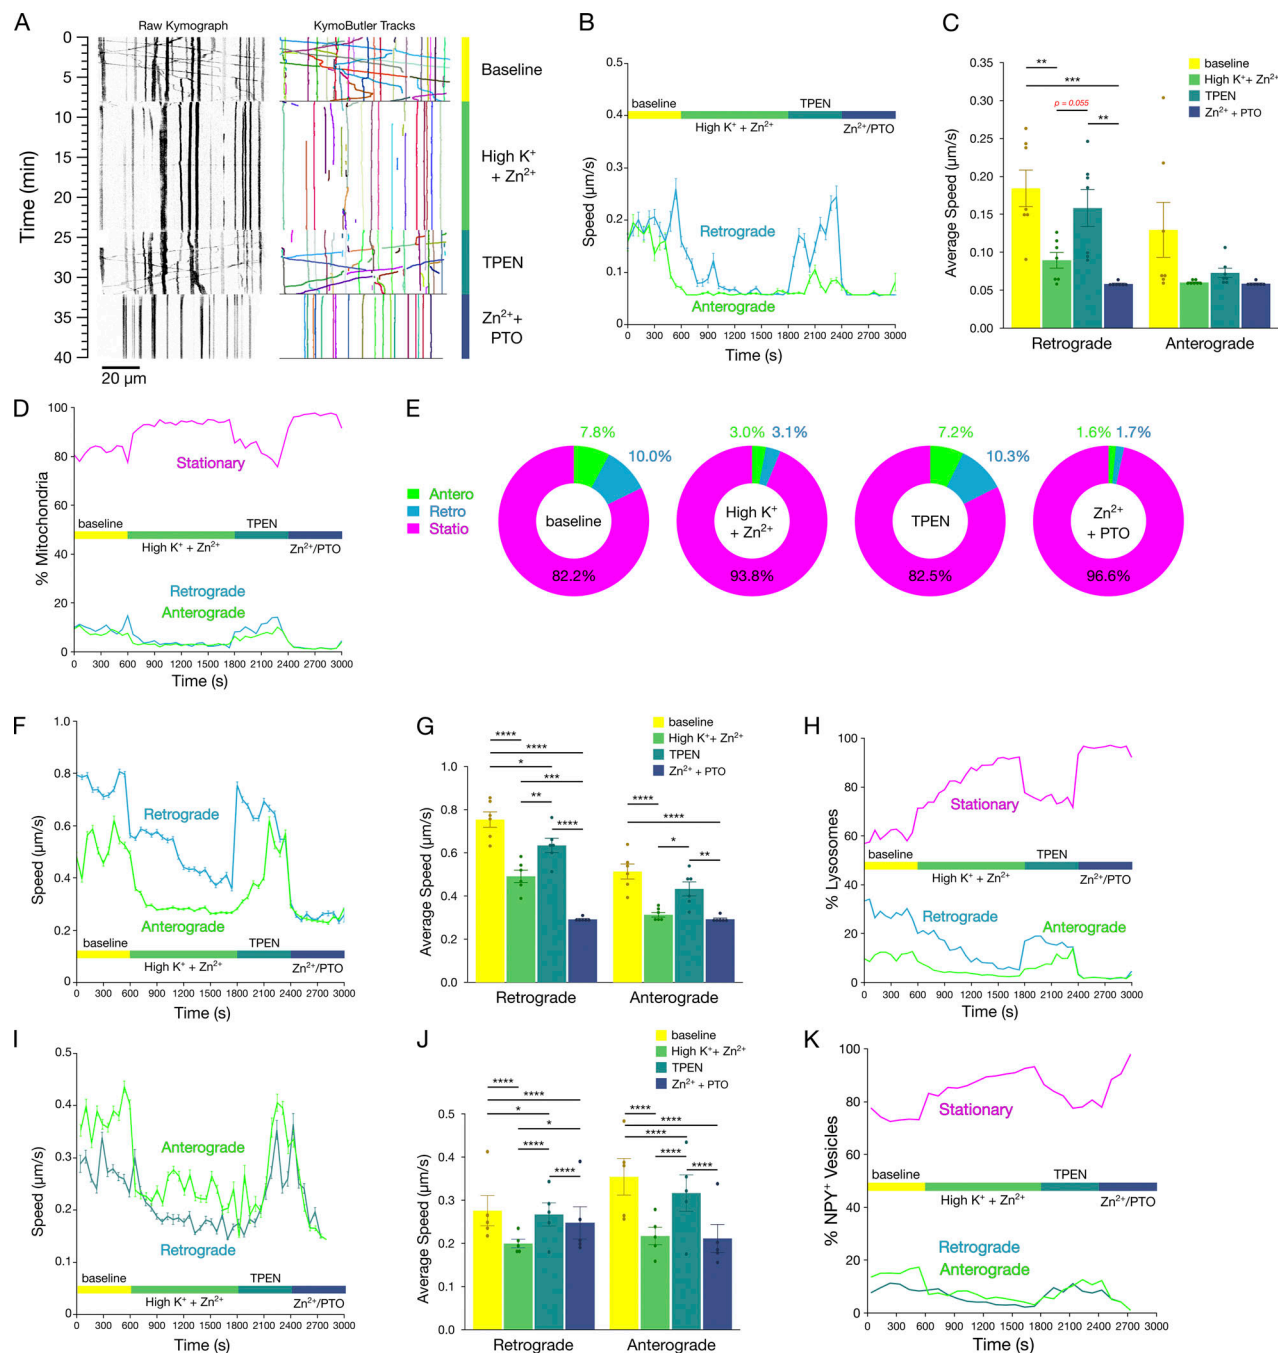 A
Raw Kymograph
KymoButler Tracks
0
5
10
15
20
25
30
35
40
Time (min)
Baseline
High K⁺
+ Zn²⁺
TPEN
Zn²⁺+
PTO
20 µm
B
0.5
0.4
0.3
0.2
0.1
0
Speed (µm/s)
baseline
TPEN
High K⁺ + Zn²⁺
Zn²⁺/PTO
Retrograde
Anterograde
0 300 600 900 1200 1500 1800 2100 2400 2700 3000
Time (s)
C
baseline
High K⁺+ Zn²⁺
TPEN
Zn²⁺ + PTO
0.35
0.30
0.25
0.20
0.15
0.10
0.05
0.00
Average Speed (µm/s)
**
***
p = 0.055
**
Retrograde
Anterograde
D
100
80
60
40
20
0
% Mitochondria
Stationary
baseline
TPEN
High K⁺ + Zn²⁺
Zn²⁺/PTO
Retrograde
Anterograde
0 300 600 900 1200 1500 1800 2100 2400 2700 3000
Time (s)
E
Antero
Retro
Statio
7.8%
10.0%
baseline
82.2%
3.0%
3.1%
High K⁺
+ Zn²⁺
93.8%
7.2%
10.3%
TPEN
82.5%
1.6%
1.7%
Zn²⁺
+ PTO
96.6%
F
1.0
0.8
0.6
0.4
0.2
0
Speed (µm/s)
Retrograde
Anterograde
baseline
TPEN
High K⁺ + Zn²⁺
Zn²⁺/PTO
0 300 600 900 1200 1500 1800 2100 2400 2700 3000
Time (s)
G
baseline
High K⁺+ Zn²⁺
TPEN
Zn²⁺ + PTO
1.0
0.8
0.6
0.4
0.2
0.0
Average Speed (µm/s)
****
****
*
***
**
****
****
****
*
**
Retrograde
Anterograde
H
100
80
60
40
20
0
% Lysosomes
Stationary
baseline
TPEN
High K⁺ + Zn²⁺
Zn²⁺/PTO
Retrograde
Anterograde
0 300 600 900 1200 1500 1800 2100 2400 2700 3000
Time (s)
I
0.5
0.4
0.3
0.2
0.1
0
Speed (µm/s)
Anterograde
Retrograde
baseline
TPEN
High K⁺ + Zn²⁺
Zn²⁺/PTO
0 300 600 900 1200 1500 1800 2100 2400 2700 3000
Time (s)
J
baseline
High K⁺+ Zn²⁺
TPEN
Zn²⁺ + PTO
0.5
0.4
0.3
0.2
0.1
0.0
Average Speed (µm/s)
****
****
*
*
****
****
****
****
****
****
****
Retrograde
Anterograde
K
100
80
60
40
20
0
% NPY⁺ Vesicles
Stationary
baseline
TPEN
High K⁺ + Zn²⁺
Zn²⁺/PTO
Retrograde
Anterograde
0 300 600 900 1200 1500 1800 2100 2400 2700 3000
Time (s)